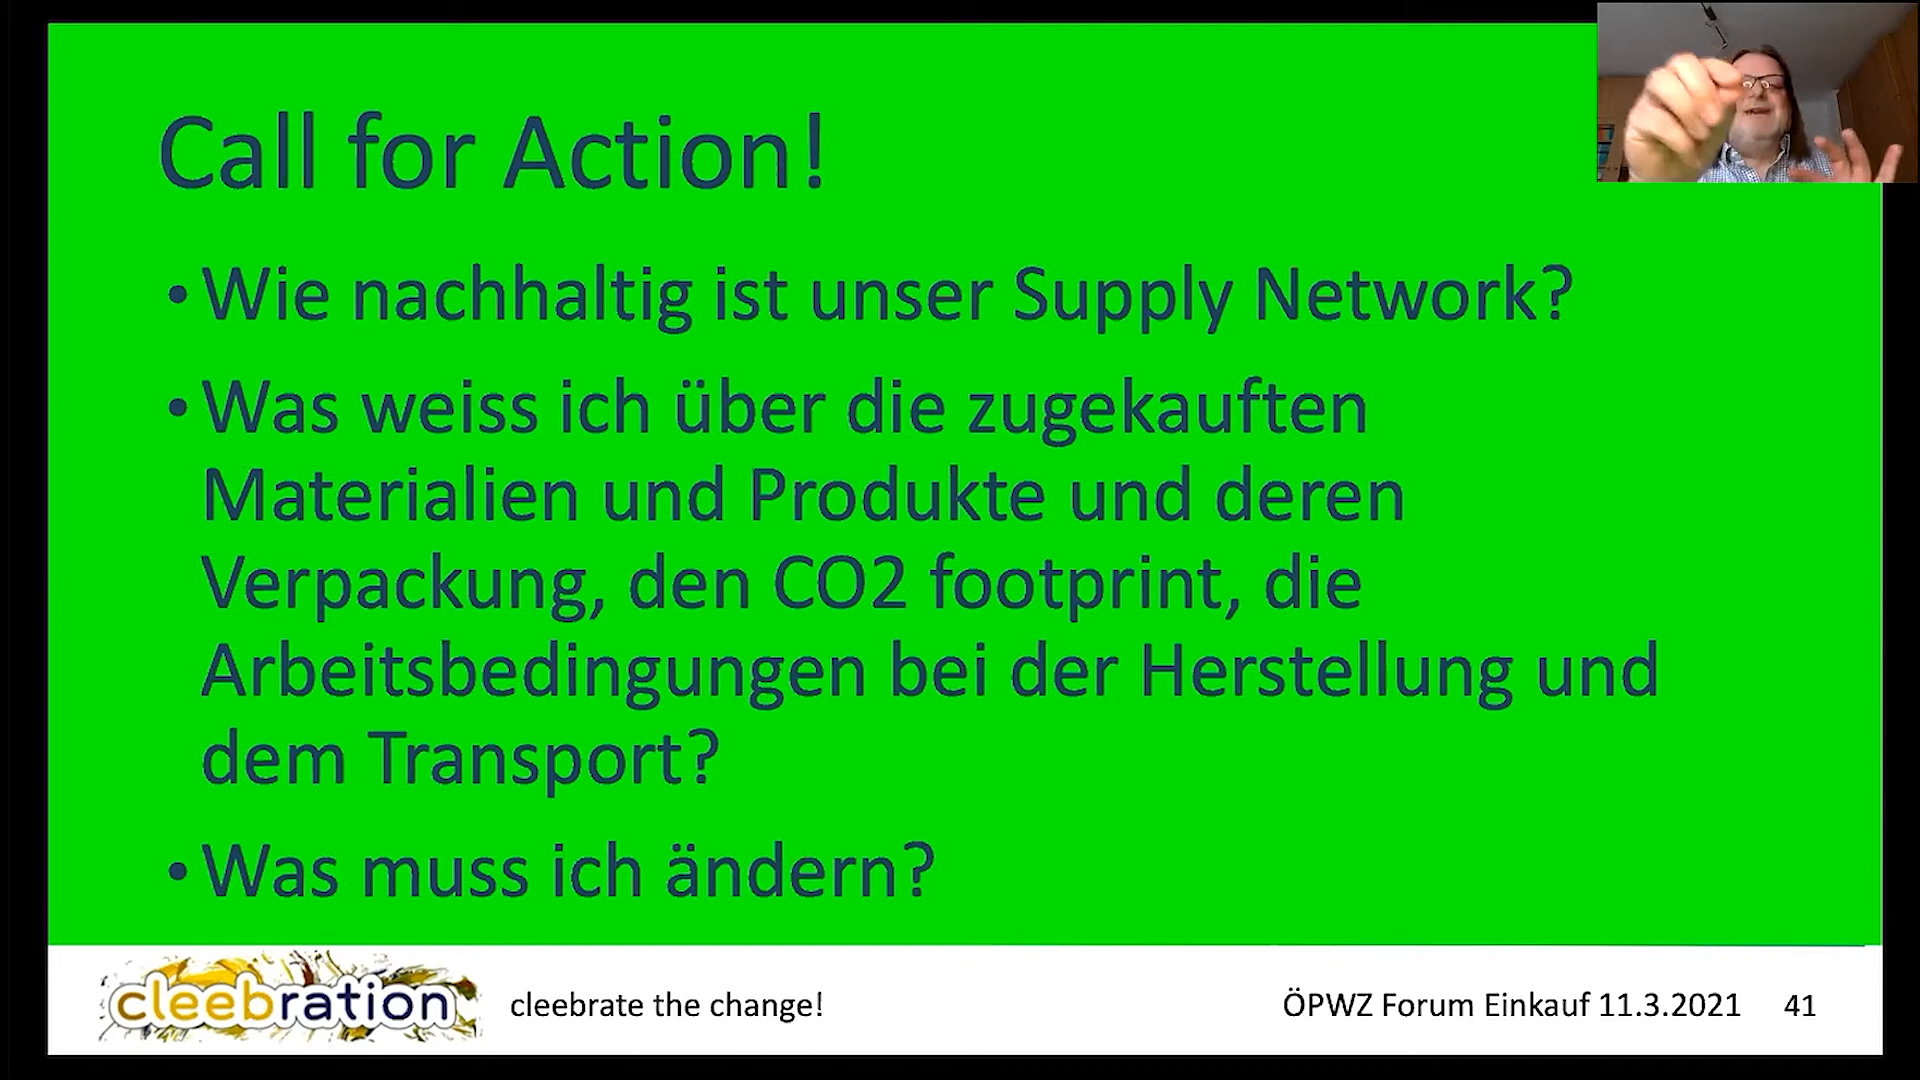 Call for Action!
• Wie nachhaltig ist unser Supply Network?
• Was weiss ich über die zugekauften
Materialien und Produkte und deren
Verpackung, den CO2 footprint, die
Arbeitsbedingungen bei der Herstellung und
dem Transport?
• Was muss ich ändern?
cleebration cleebrate the change! ÖPWZ Forum Einkauf 11.3.2021 41